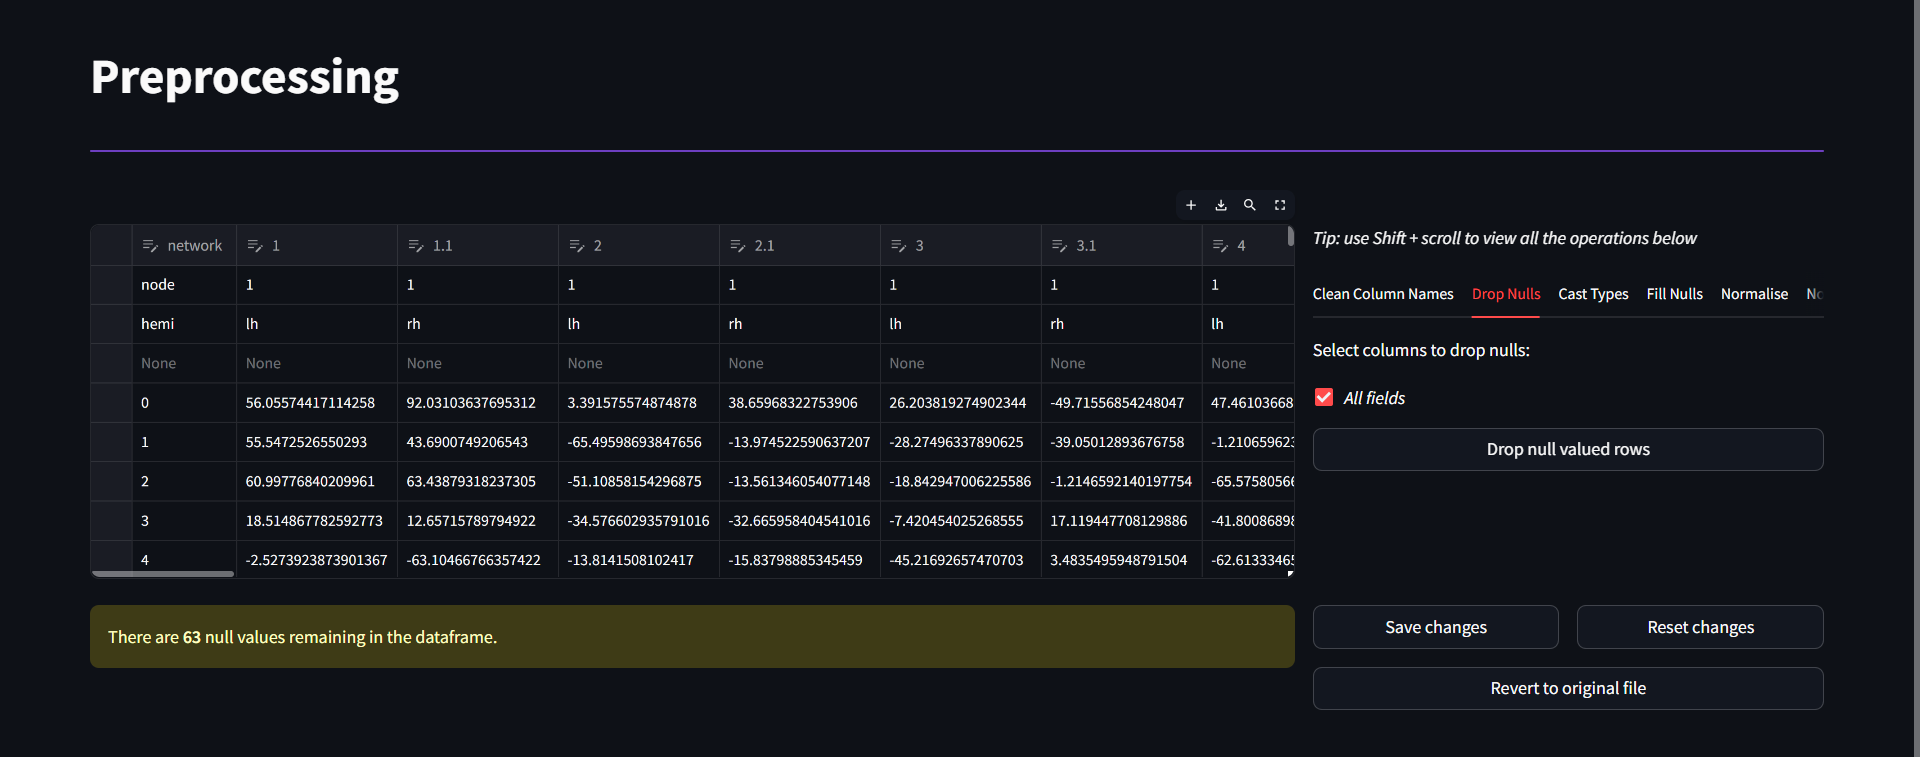 Preprocessing
network 1 1.1 2 2.1 3 3.1 4
node 1 1 1 1 1 1 1
hemi lh rh lh rh lh rh lh
None None None None None None None None
0 56.05574417114258 92.03103637695312 3.391575574874878 38.65968322753906 26.203819274902344 -49.71556854248047 47.46103668
1 55.5472526550293 43.6900749206543 -65.49598693847656 -13.974522590637207 -28.27496337890625 -39.05012893676758 -1.210659623
2 60.99776840209961 63.43879318237305 -51.10858154296875 -13.561346054077148 -18.842947006225586 -1.2146592140197754 -65.5758056
3 18.514867782592773 12.65715789794922 -34.576602935791016 -32.665958404541016 -7.420454025268555 17.119447708129886 -41.8008689
4 -2.5273923873901367 -63.10466766357422 -13.8141508102417 -15.83798885345459 -45.21692657470703 3.4835495948791504 -62.6133346
There are 63 null values remaining in the dataframe.
Tip: use Shift + scroll to view all the operations below
Clean Column Names Drop Nulls Cast Types Fill Nulls Normalise
Select columns to drop nulls:
All fields
Drop null valued rows
Save changes Reset changes
Revert to original file